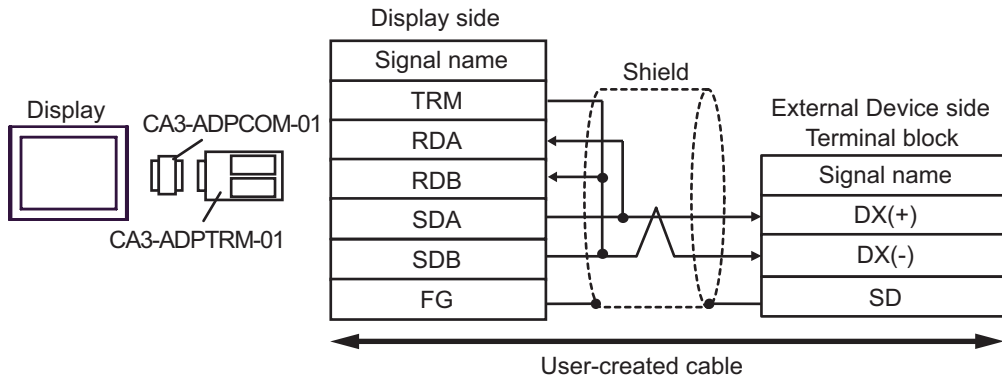 Display side
Signal name
TRM
RDA
RDB
SDA
SDB
FG
Display
CA3-ADPCOM-01
CA3-ADPTRM-01
Shield
External Device side
Terminal block
Signal name
DX(+)
DX(-)
SD
User-created cable